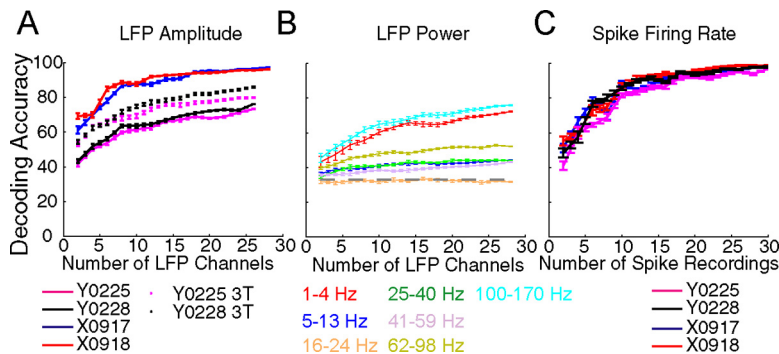 A
LFP Amplitude
B
LFP Power
C
Spike Firing Rate
Decoding Accuracy
100
80
60
40
20
0
0 5 10 15 20 25 30
0 5 10 15 20 25 30
0 5 10 15 20 25 30
Number of LFP Channels
Number of LFP Channels
Number of Spike Recordings
Y0225
Y0228
X0917
X0918
Y0225 3T
Y0228 3T
1-4 Hz
25-40 Hz
100-170 Hz
5-13 Hz
41-59 Hz
16-24 Hz
62-98 Hz
Y0225
Y0228
X0917
X0918